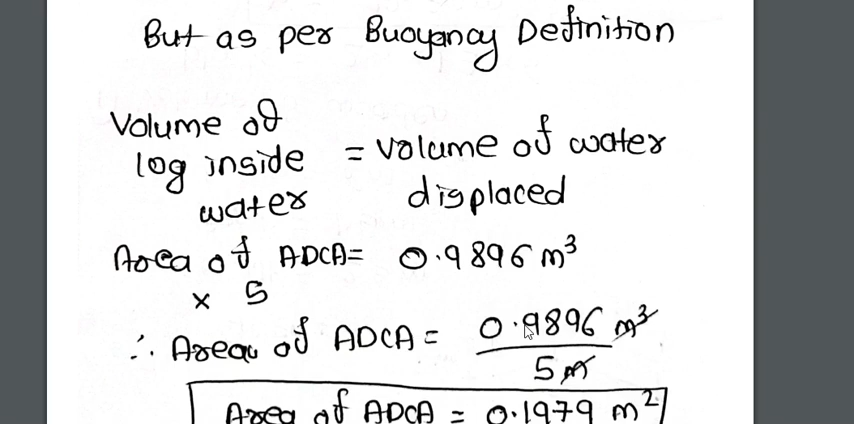 But as per Buoyancy Definition
Volume of
log inside = volume of water
water displaced
Area of ADCA = 0.9896 m³
x 5
∴ Area of ADCA = 0.9896 m³
5 m
Area of ADCA = 0.1979 m²